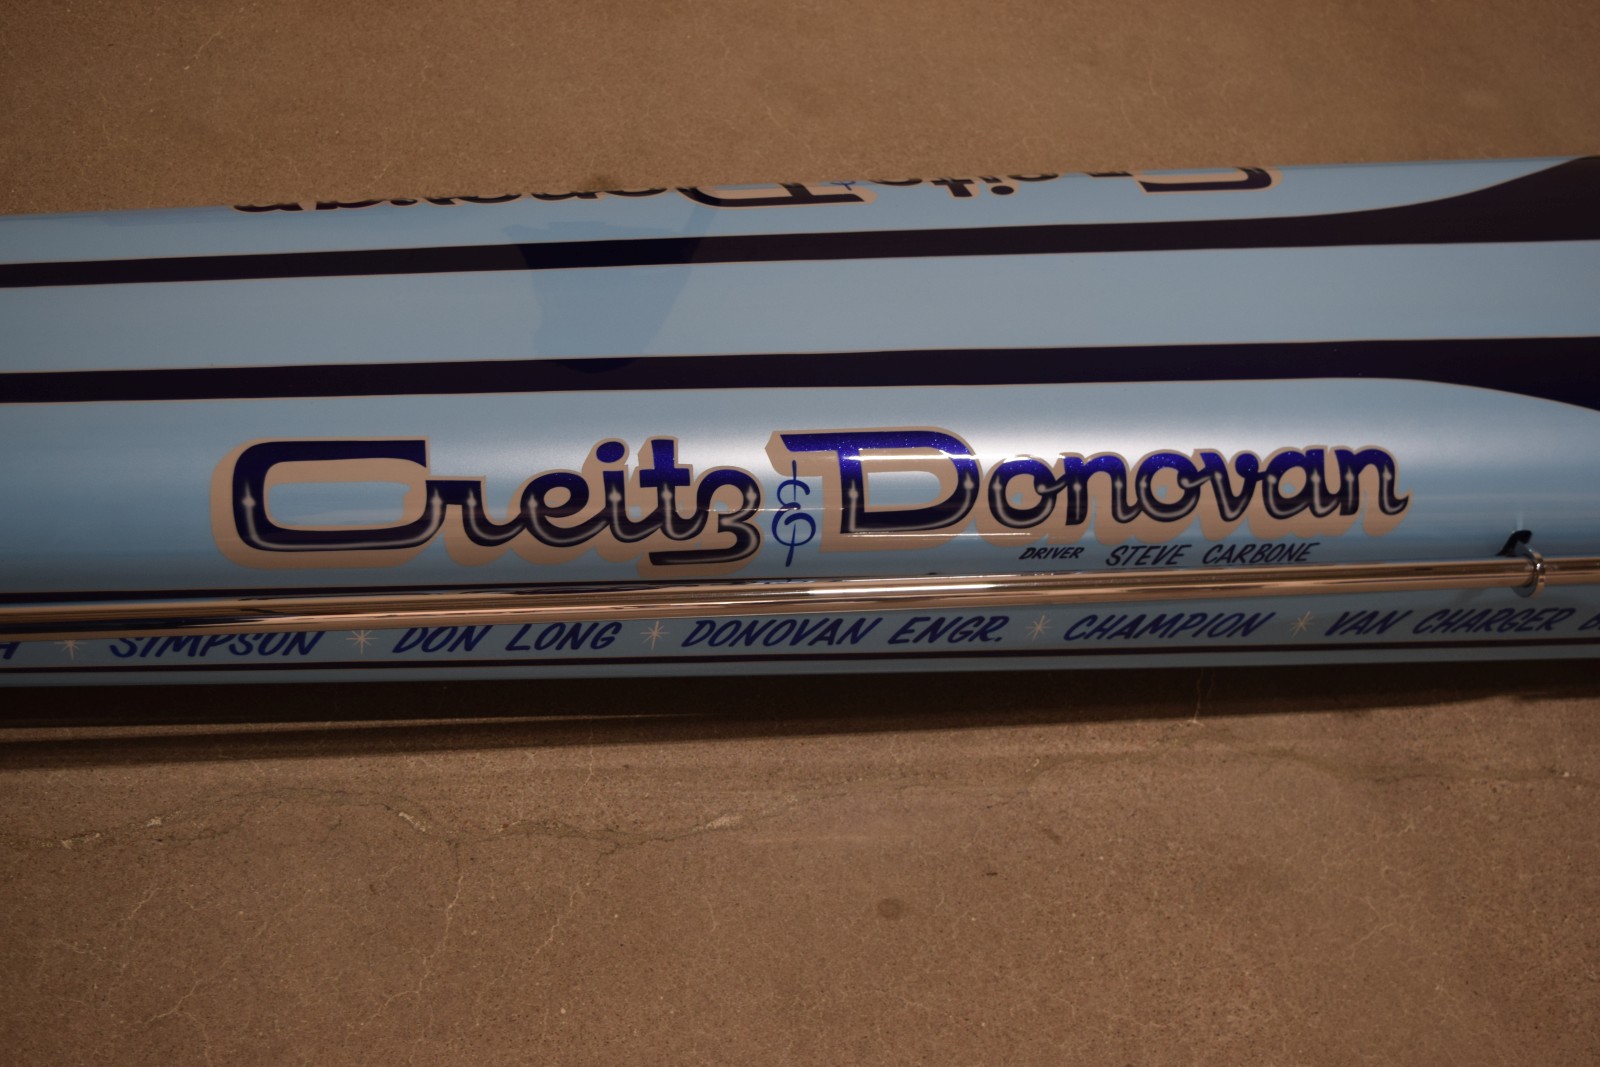 Creitz & Donovan
DRIVER STEVE CARBONE
SIMPSON * DON LONG * DONOVAN ENGR. * CHAMPION * VAN CHARGER